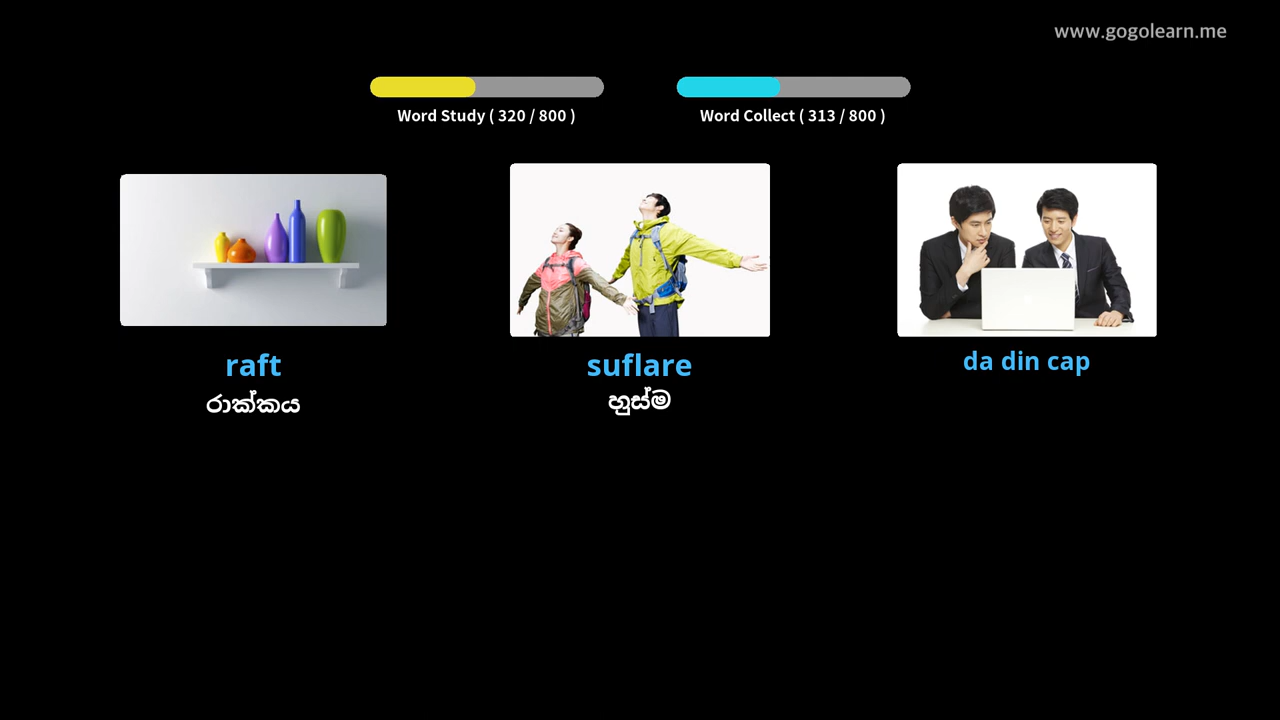 www.gogolearn.me
Word Study ( 320 / 800 )
Word Collect ( 313 / 800 )
raft
රාක්කය
suflare
හුස්ම
da din cap